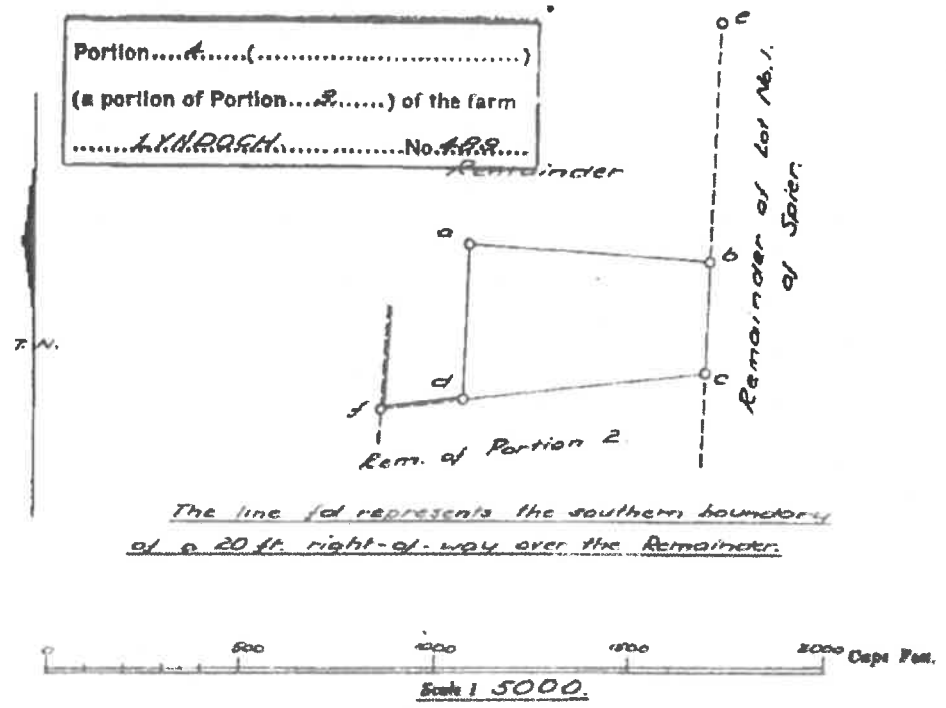 Portion....4......(.................................)
(a portion of Portion....2......) of the farm
........LYNDOCH....................No.........
Remainder
e
Remainder of Lot No. 1.
of Spier.
a
b
T. N.
d
c
f
Rem. of Portion 2
The line fd represents the southern boundary
of a 20 ft. right-of-way over the Remainder.
0 500 1000 1500 2000 Cape Feet.
Scale 1 5000.